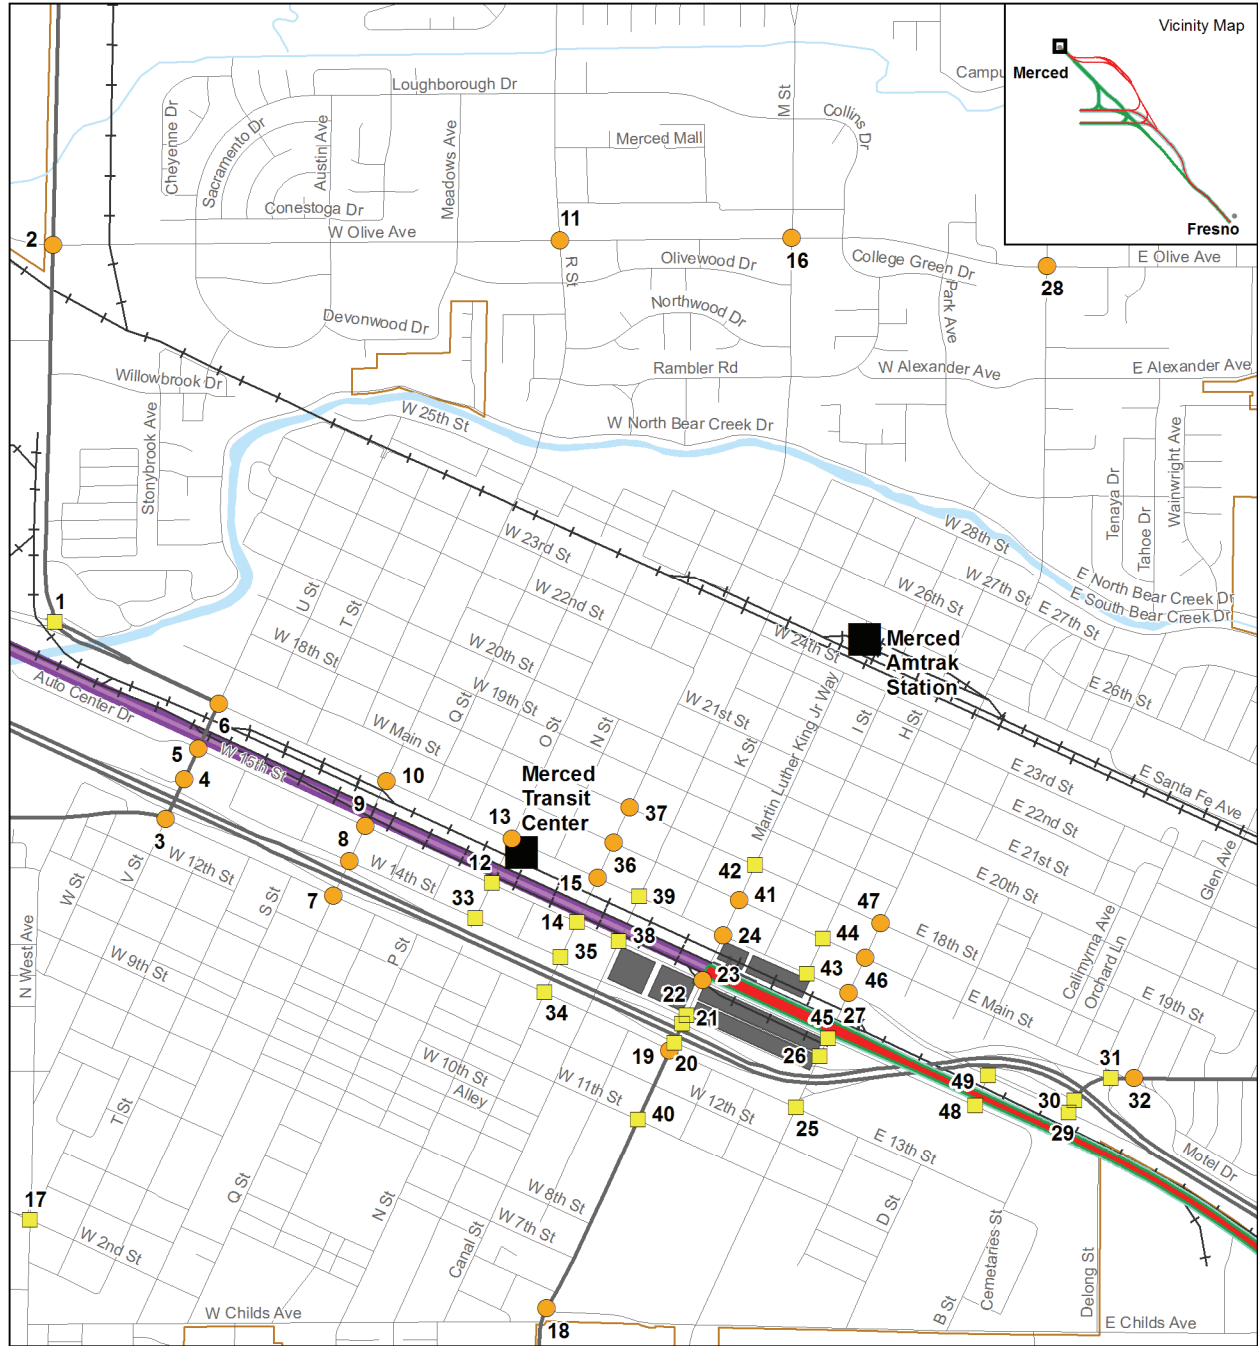 Vicinity Map
Merced
Fresno
Loughborough Dr
Campu
M St
Collins Dr
Cheyenne Dr
Sacramento Dr
Austin Ave
Meadows Ave
Merced Mall
Conestoga Dr
W Olive Ave
11
2
16
28
R St
Olivewood Dr
College Green Dr
E Olive Ave
Park Ave
Northwood Dr
Devonwood Dr
Willowbrook Dr
Rambler Rd
W Alexander Ave
E Alexander Ave
W 25th St
W North Bear Creek Dr
Stonybrook Ave
Tenaya Dr
Tahoe Dr
Wainwright Ave
W 23rd St
W 28th St
W 22nd St
W 26th St
W 27th St
E North Bear Creek Dr
E South Bear Creek Dr
E 27th St
1
U St
T St
W 18th St
W 20th St
W 24th St
Merced
Amtrak
Station
E 26th St
Auto Center Dr
W 19th St
Q St
W Main St
O St
N St
W 21st St
K St
Martin Luther King Jr Way
I St
H St
6
5
4
3
W 15th St
10
9
8
7
13
Merced
Transit
Center
37
36
E 23rd St
E Santa Fe Ave
E 22nd St
E 21st St
E 20th St
Glen Ave
W St
V St
W 12th St
S St
W 14th St
12
15
33
14
35
39
38
34
42
41
24
47
44
43
46
E 18th St
Calimyrna Ave
Orchard Ln
E 19th St
E Main St
N West Ave
W 9th St
P St
23
22
21
27
45
26
19
20
W 10th St
Alley
W 11th St
W 12th St
40
25
E 13th St
49
48
31
30
32
29
Motel Dr
T St
Q St
N St
17
W 2nd St
Canal St
W 8th St
W 7th St
D St
B St
Cemetaries St
Delong St
W Childs Ave
18
E Childs Ave